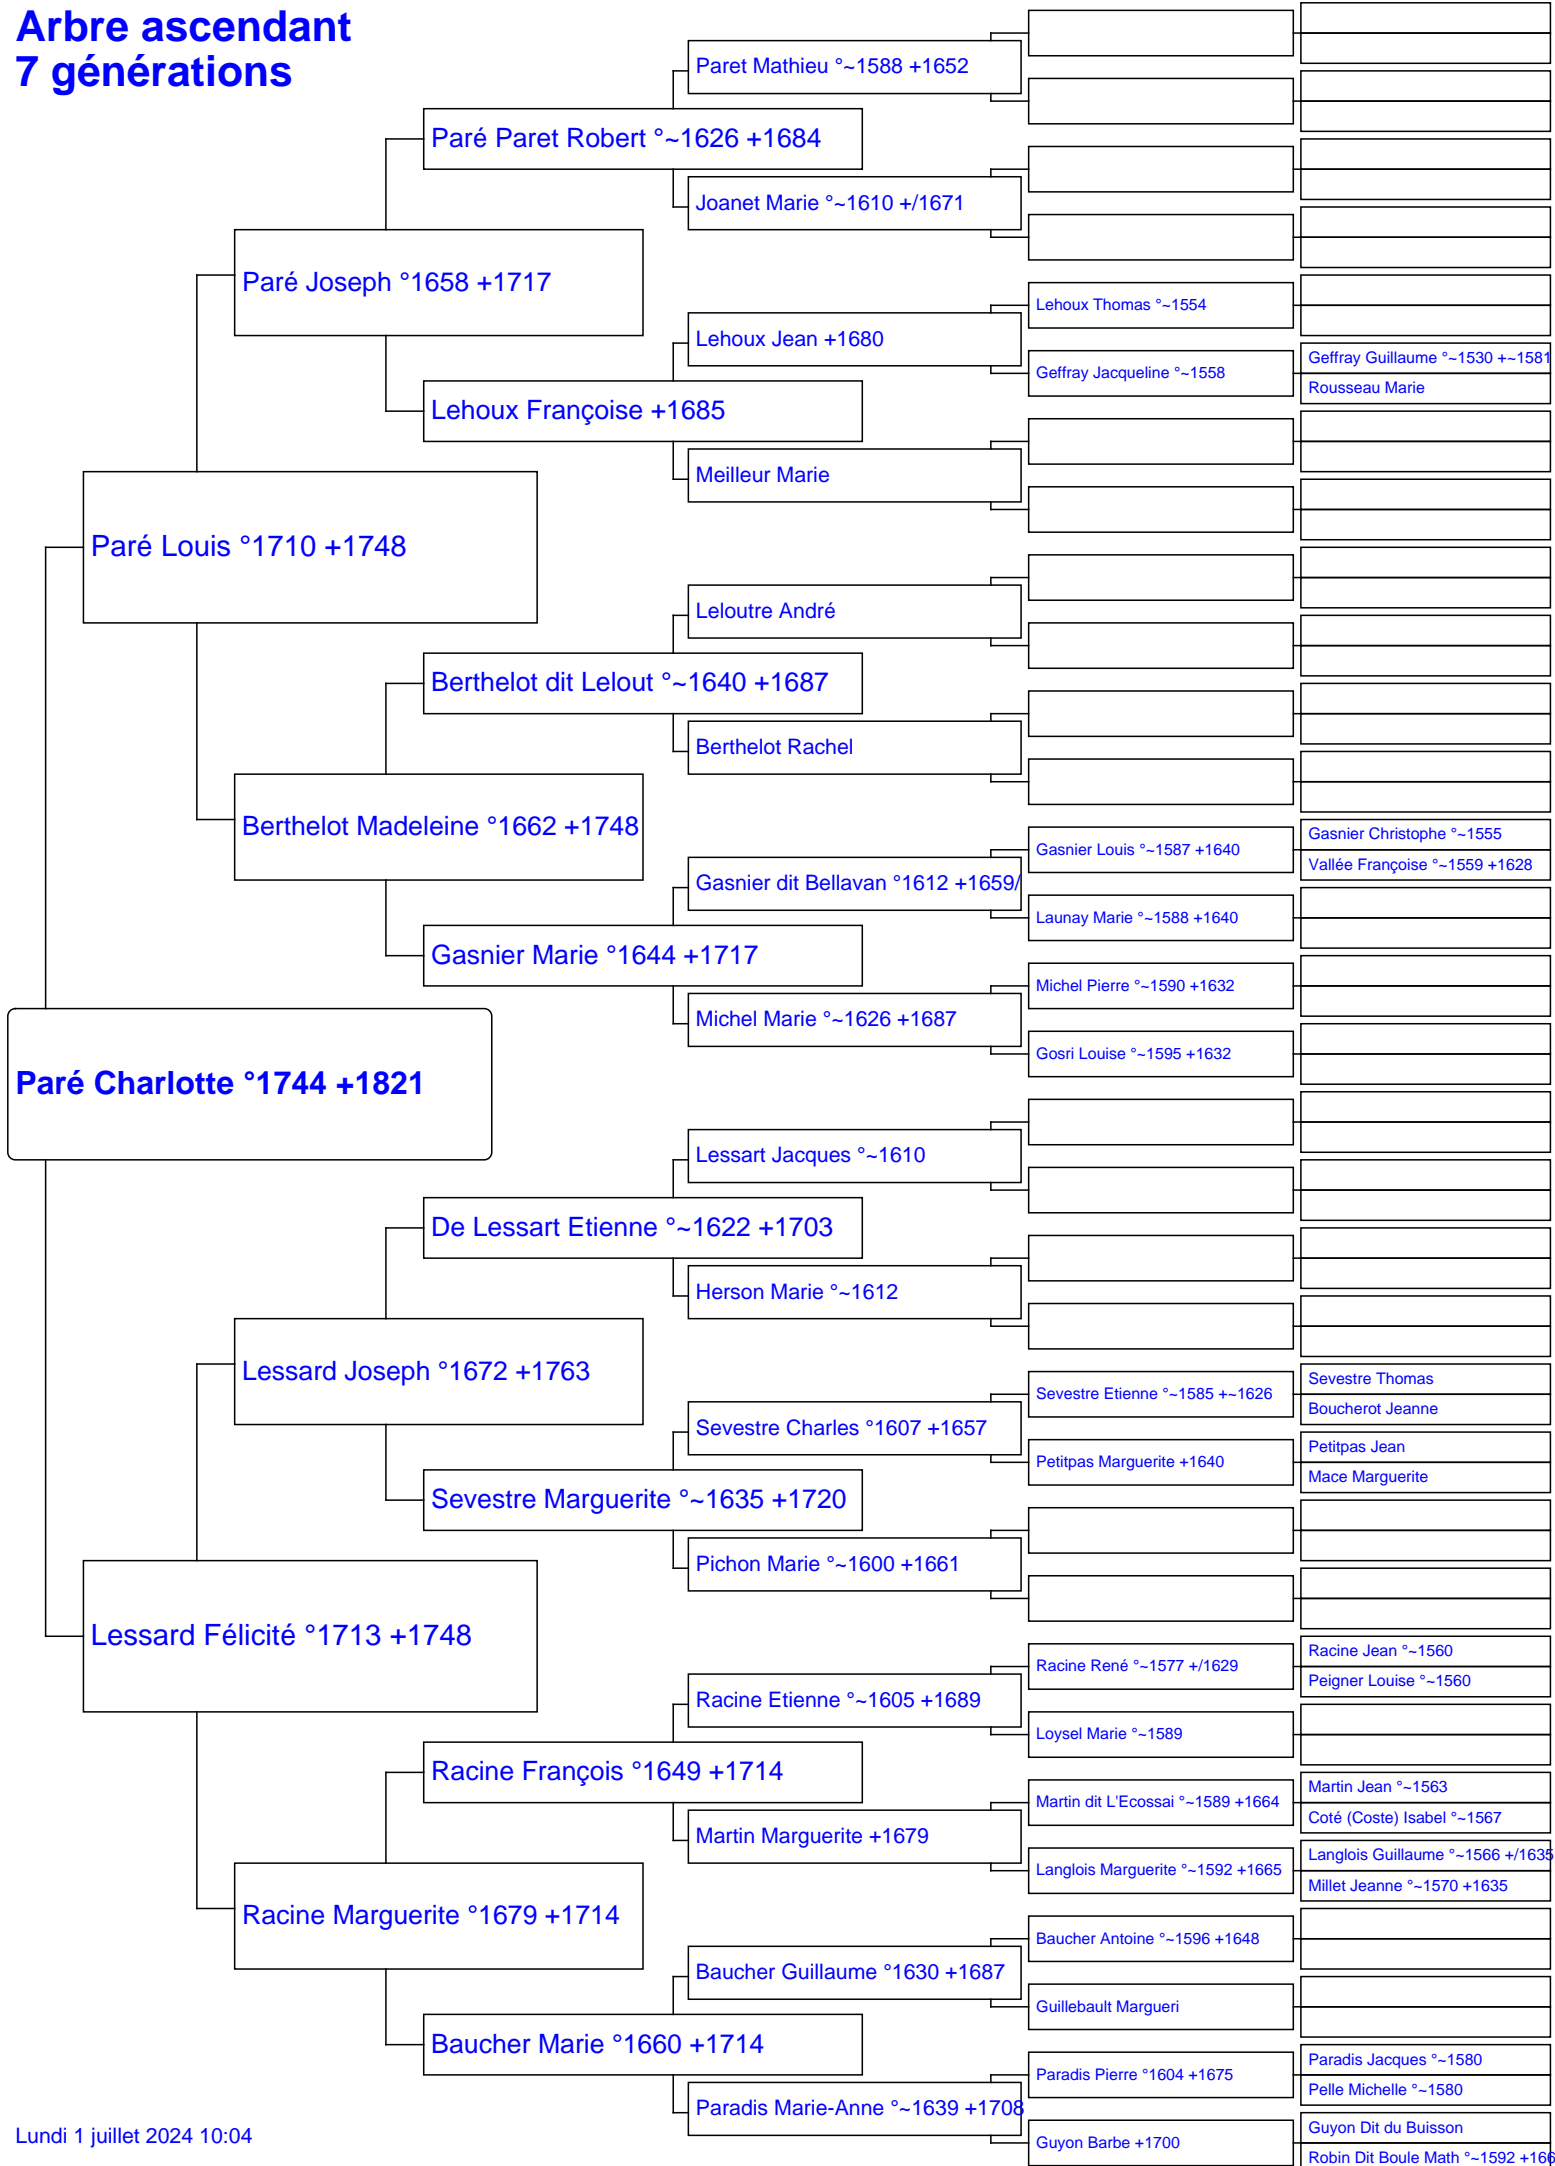 Arbre ascendant
7 générations
Paret Mathieu °~1588 +1652
Paré Paret Robert °~1626 +1684
Joanet Marie °~1610 +/1671
Paré Joseph °1658 +1717
Lehoux Thomas °~1554
Lehoux Jean +1680
Geffray Guillaume °~1530 +~1581
Geffray Jacqueline °~1558
Rousseau Marie
Lehoux Françoise +1685
Meilleur Marie
Paré Louis °1710 +1748
Leloutre André
Berthelot dit Lelout °~1640 +1687
Berthelot Rachel
Berthelot Madeleine °1662 +1748
Gasnier Christophe °~1555
Gasnier Louis °~1587 +1640
Vallée Françoise °~1559 +1628
Gasnier dit Bellavan °1612 +1659/
Launay Marie °~1588 +1640
Gasnier Marie °1644 +1717
Michel Pierre °~1590 +1632
Michel Marie °~1626 +1687
Gosri Louise °~1595 +1632
Paré Charlotte °1744 +1821
Lessart Jacques °~1610
De Lessart Etienne °~1622 +1703
Herson Marie °~1612
Lessard Joseph °1672 +1763
Sevestre Thomas
Sevestre Etienne °~1585 +~1626
Boucherot Jeanne
Sevestre Charles °1607 +1657
Petitpas Jean
Petitpas Marguerite +1640
Mace Marguerite
Sevestre Marguerite °~1635 +1720
Pichon Marie °~1600 +1661
Lessard Félicité °1713 +1748
Racine Jean °~1560
Racine René °~1577 +/1629
Peigner Louise °~1560
Racine Etienne °~1605 +1689
Loysel Marie °~1589
Racine François °1649 +1714
Martin Jean °~1563
Martin dit L'Ecossai °~1589 +1664
Coté (Coste) Isabel °~1567
Martin Marguerite +1679
Langlois Guillaume °~1566 +/1635
Langlois Marguerite °~1592 +1665
Millet Jeanne °~1570 +1635
Racine Marguerite °1679 +1714
Baucher Antoine °~1596 +1648
Baucher Guillaume °1630 +1687
Guillebault Margueri
Baucher Marie °1660 +1714
Paradis Jacques °~1580
Paradis Pierre °1604 +1675
Pelle Michelle °~1580
Paradis Marie-Anne °~1639 +1708
Guyon Dit du Buisson
Guyon Barbe +1700
Robin Dit Boule Math °~1592 +166
Lundi 1 juillet 2024 10:04